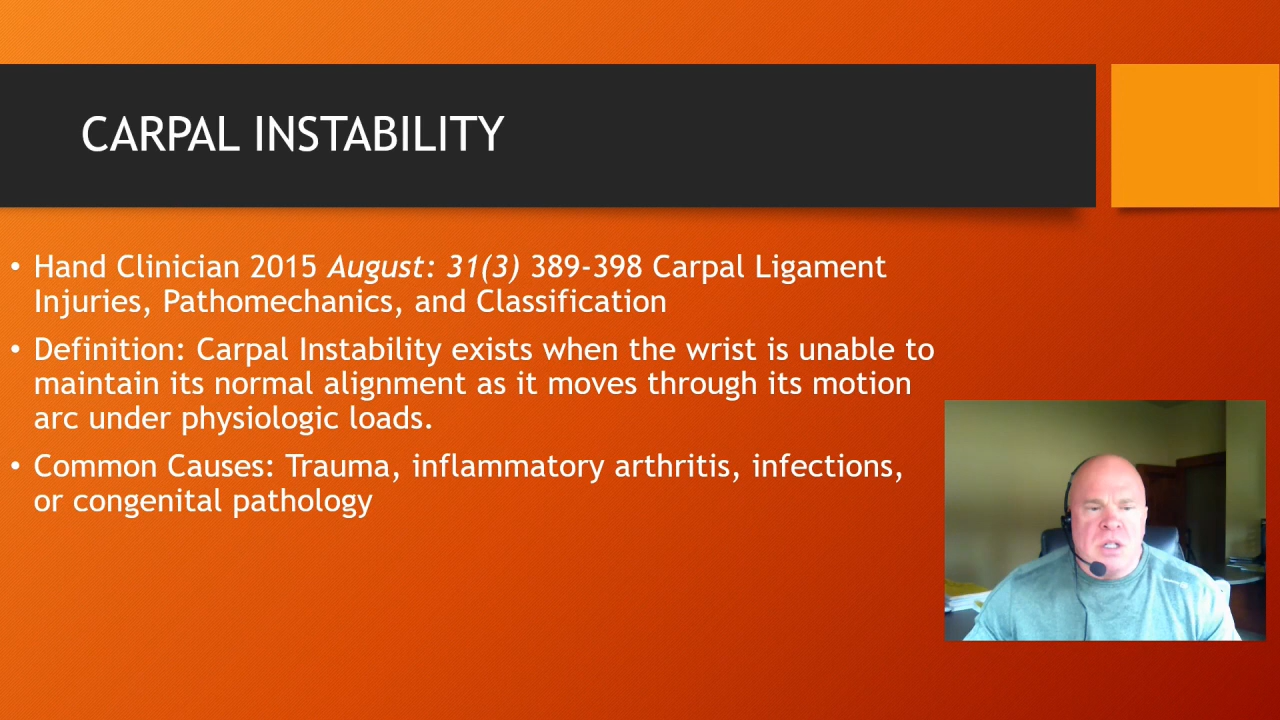 CARPAL INSTABILITY
• Hand Clinician 2015 August: 31(3) 389-398 Carpal Ligament
Injuries, Pathomechanics, and Classification
• Definition: Carpal Instability exists when the wrist is unable to
maintain its normal alignment as it moves through its motion
arc under physiologic loads.
• Common Causes: Trauma, inflammatory arthritis, infections,
or congenital pathology